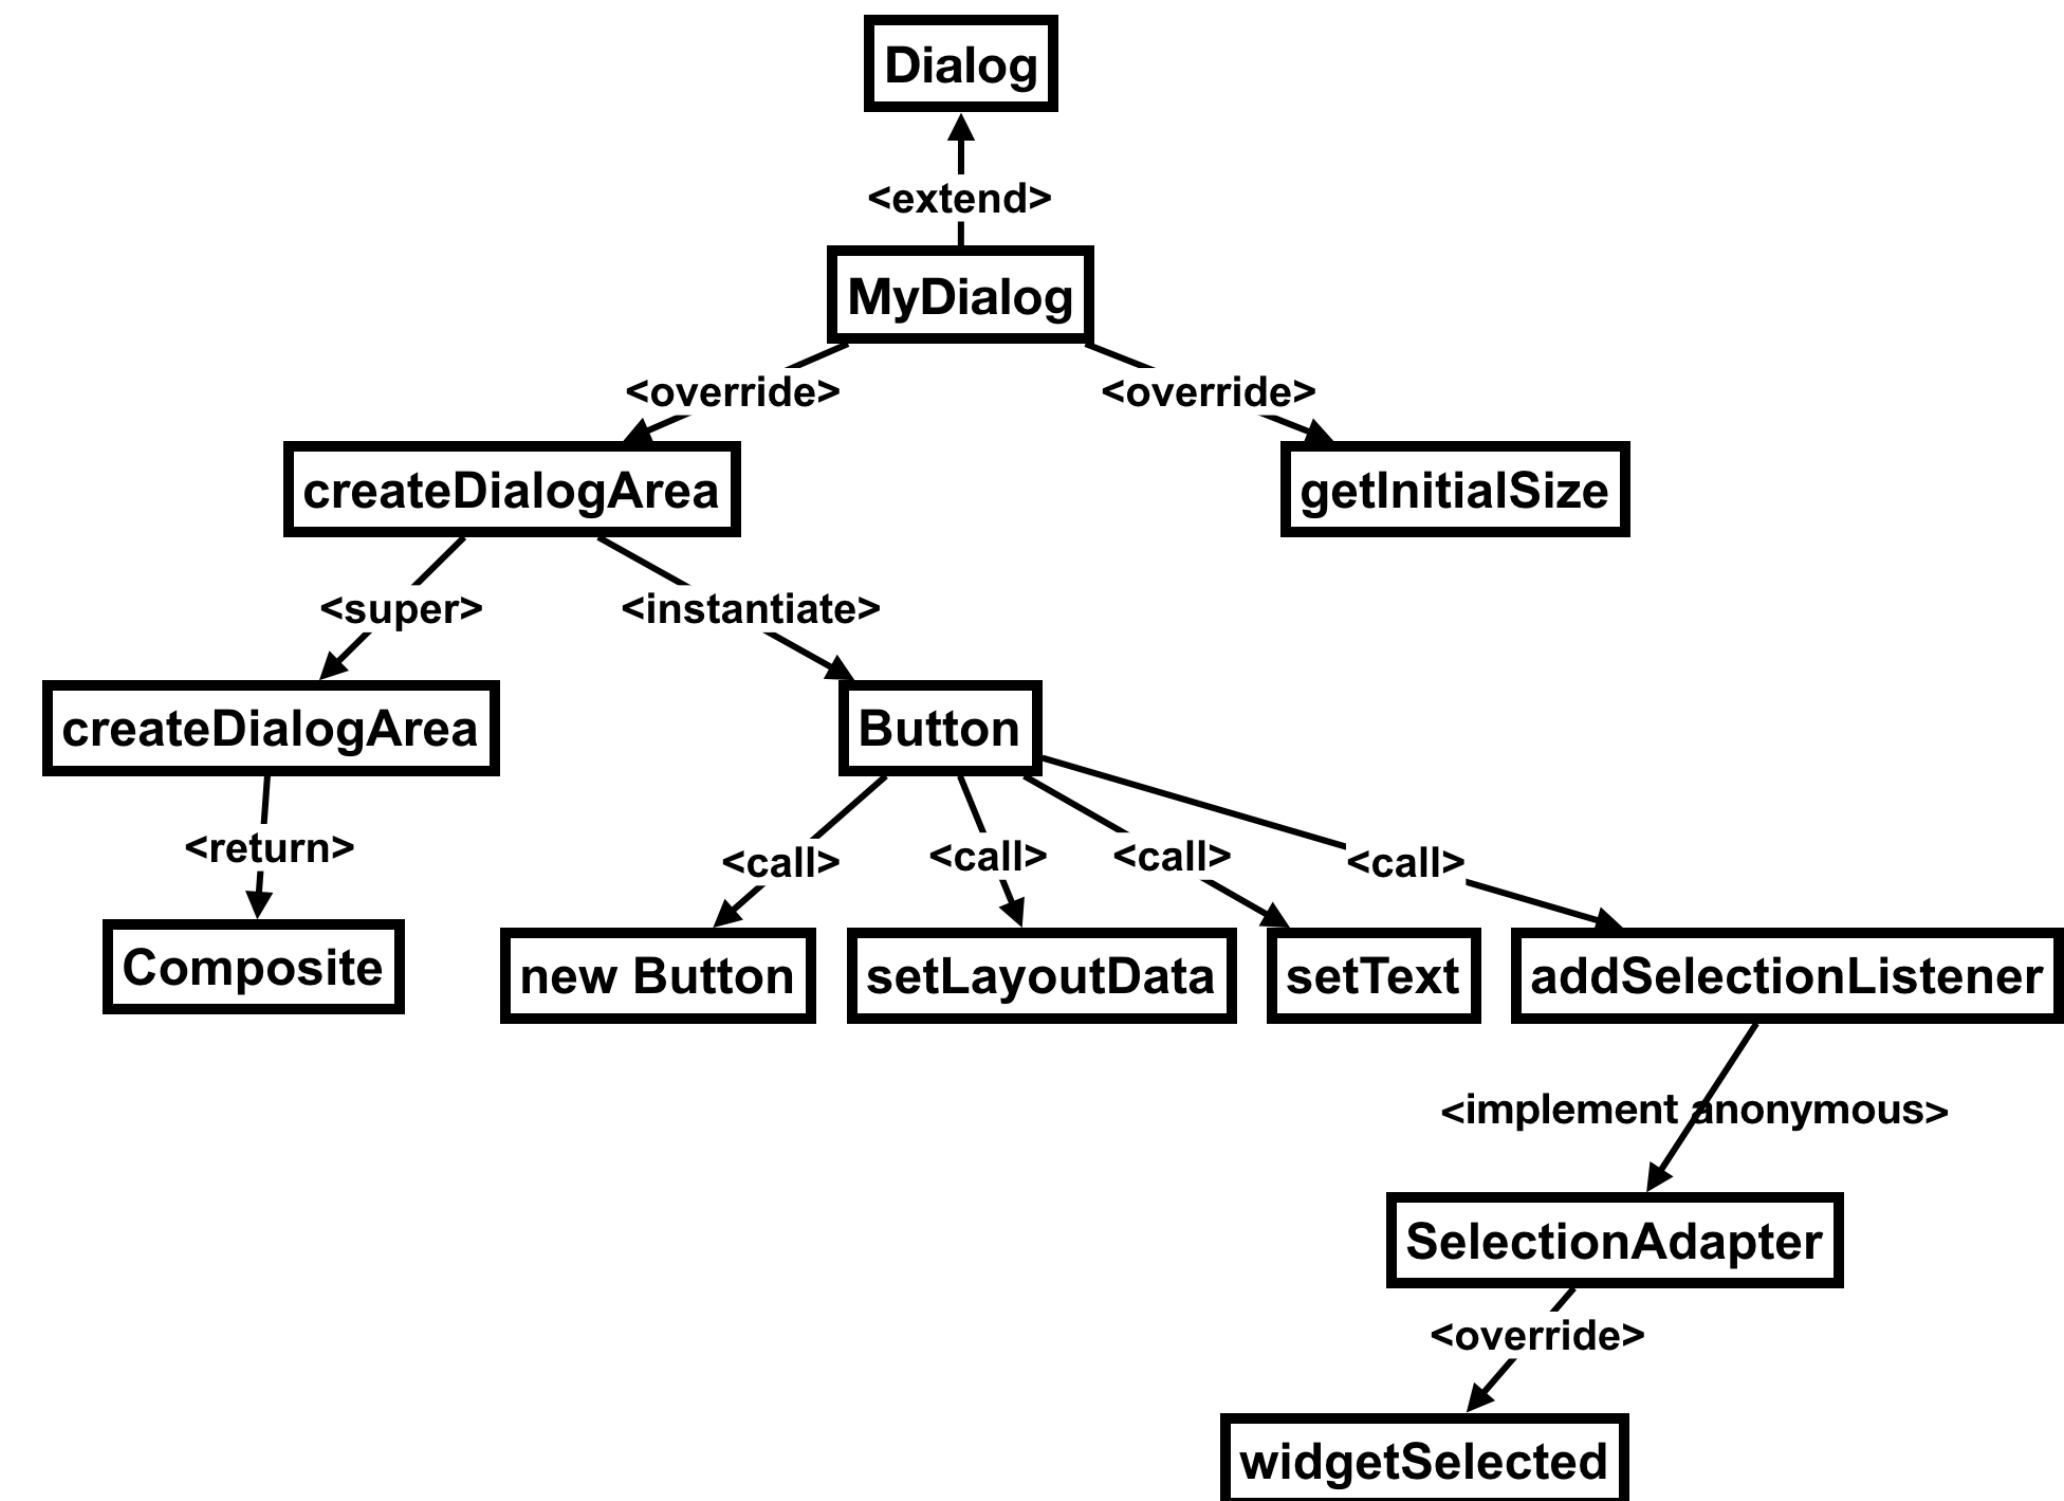 Dialog
<extend>
MyDialog
<override>
<override>
createDialogArea
getInitialSize
<super>
<instantiate>
createDialogArea
Button
<return>
<call>
<call>
<call>
<call>
Composite
new Button
setLayoutData
setText
addSelectionListener
<implement anonymous>
SelectionAdapter
<override>
widgetSelected